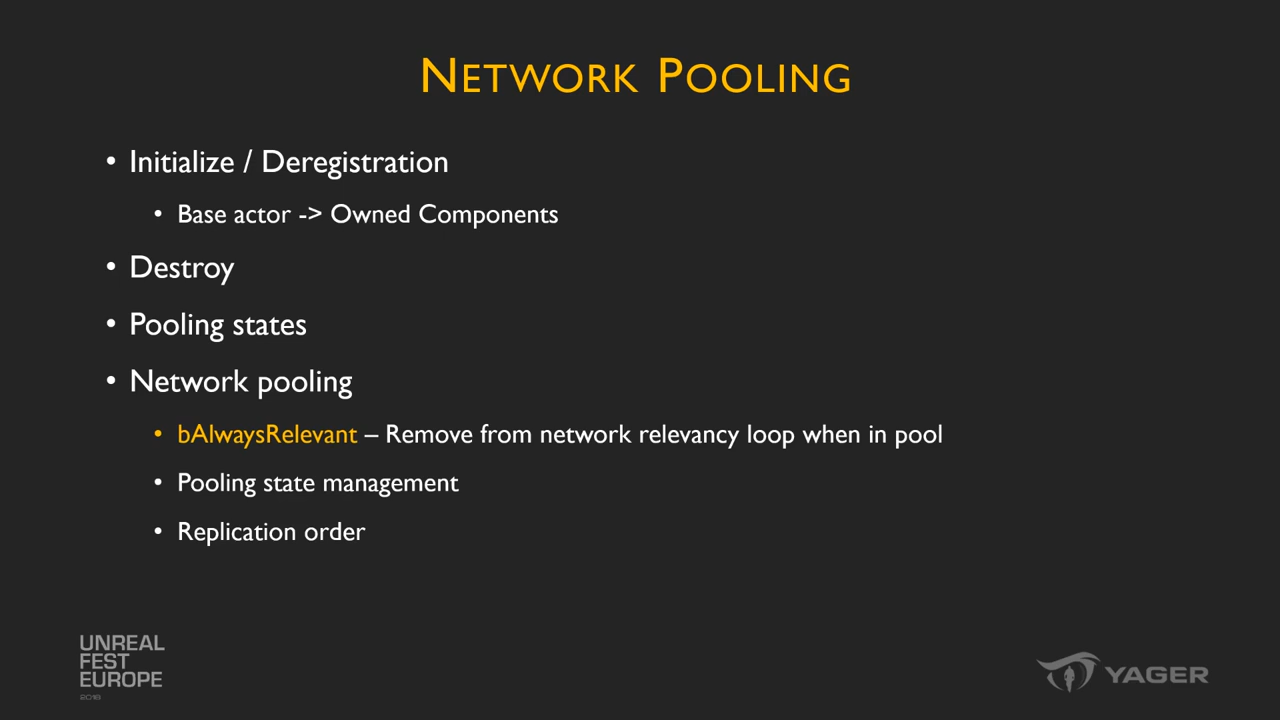 NETWORK POOLING
• Initialize / Deregistration
• Base actor -> Owned Components
• Destroy
• Pooling states
• Network pooling
• bAlwaysRelevant – Remove from network relevancy loop when in pool
• Pooling state management
• Replication order
UNREAL
FEST
EUROPE
2018
YAGER